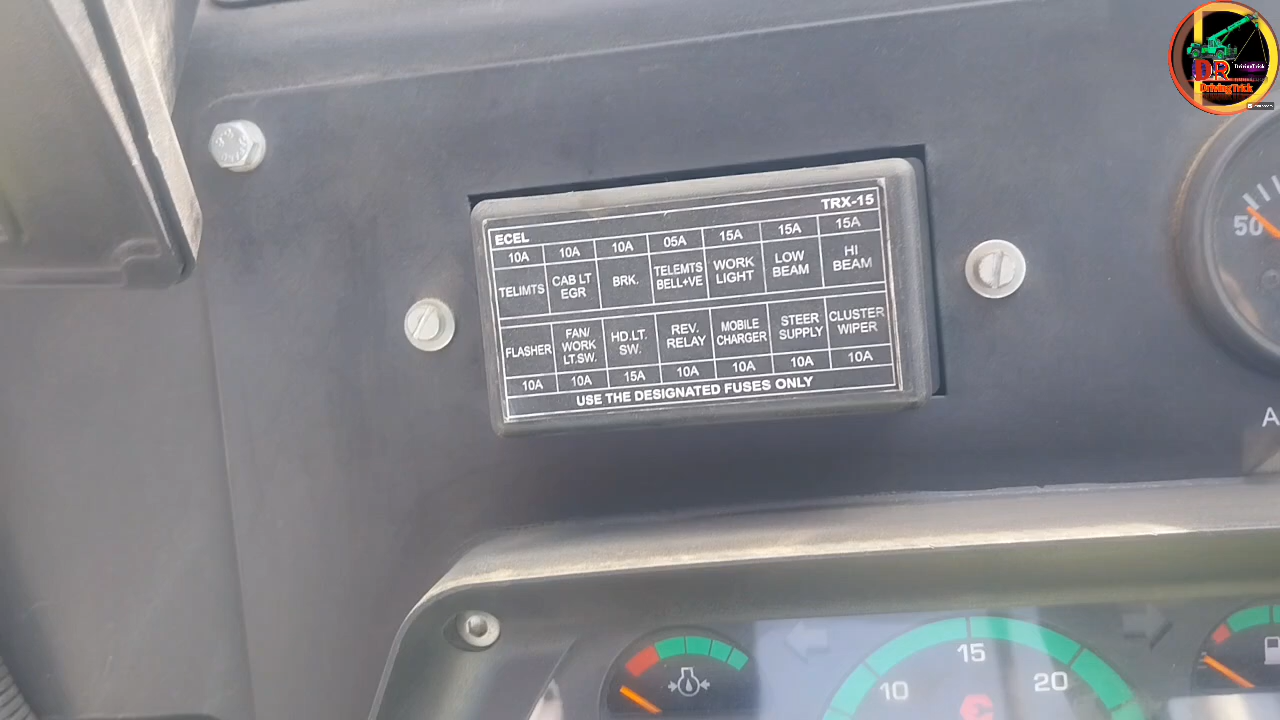 DR DrivingTrick
DrivingTrick
ECEL TRX-15
10A 10A 10A 05A 15A 15A 15A
TELIMTS CAB LT EGR BRK. TELEMTS BELL+VE WORK LIGHT LOW BEAM HI BEAM
FLASHER FAN/ WORK LT.SW. HD.LT. SW. REV. RELAY MOBILE CHARGER STEER SUPPLY CLUSTER WIPER
10A 10A 15A 10A 10A 10A 10A
USE THE DESIGNATED FUSES ONLY
50
A
10 15 20